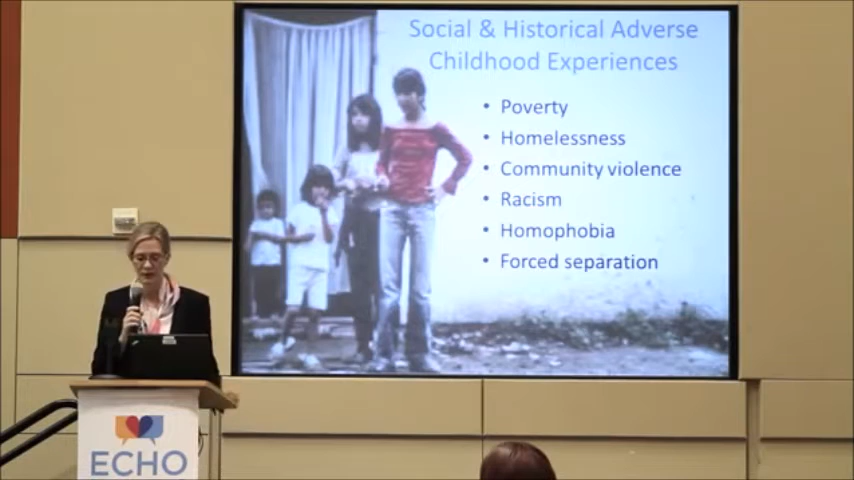 Social & Historical Adverse
Childhood Experiences
• Poverty
• Homelessness
• Community violence
• Racism
• Homophobia
• Forced separation
ECHO